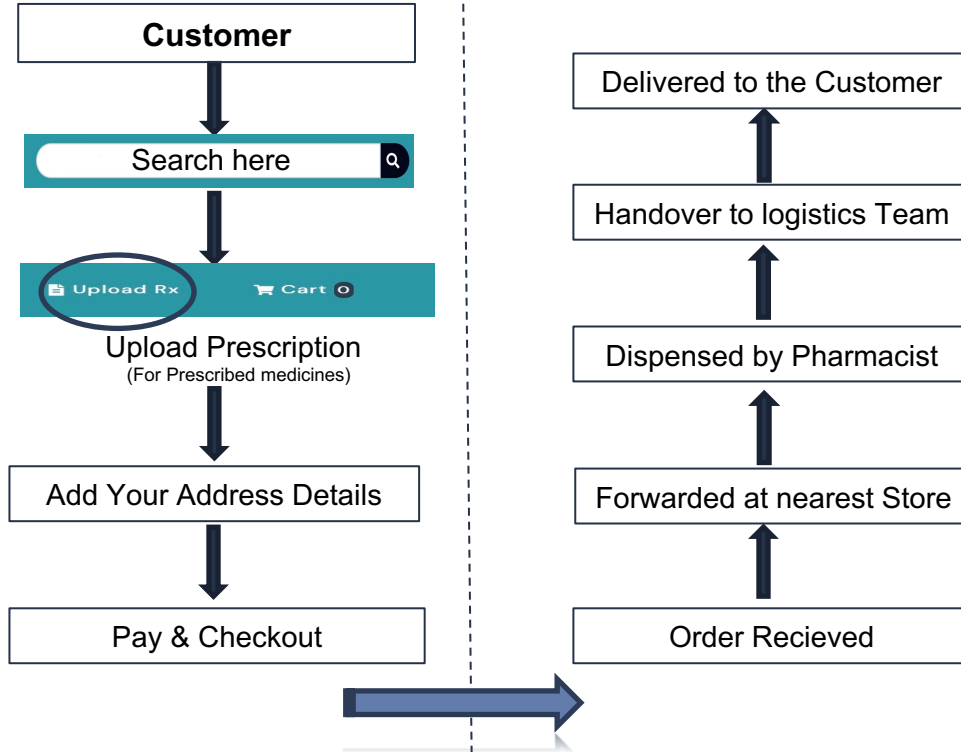 Customer
Search here
Upload Rx Cart 0
Upload Prescription
(For Prescribed medicines)
Add Your Address Details
Pay & Checkout
Delivered to the Customer
Handover to logistics Team
Dispensed by Pharmacist
Forwarded at nearest Store
Order Recieved